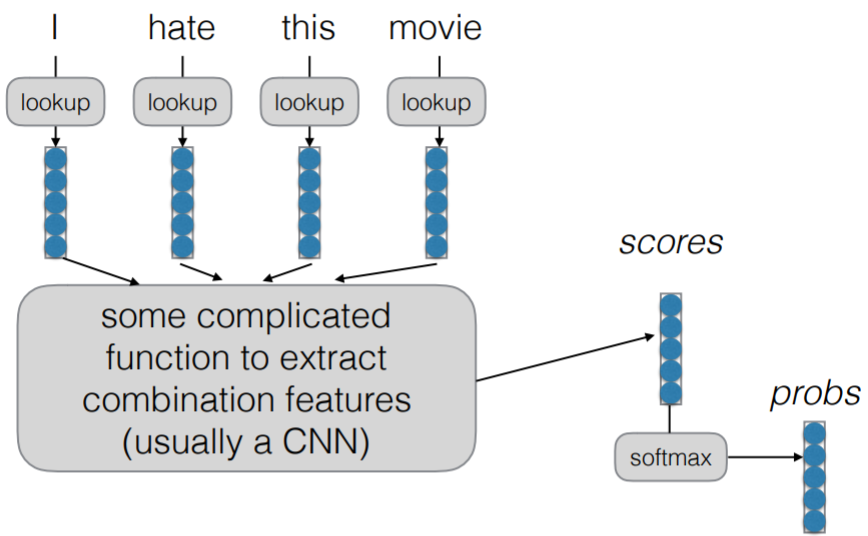 I hate this movie
lookup lookup lookup lookup
some complicated
function to extract
combination features
(usually a CNN)
scores
probs
softmax